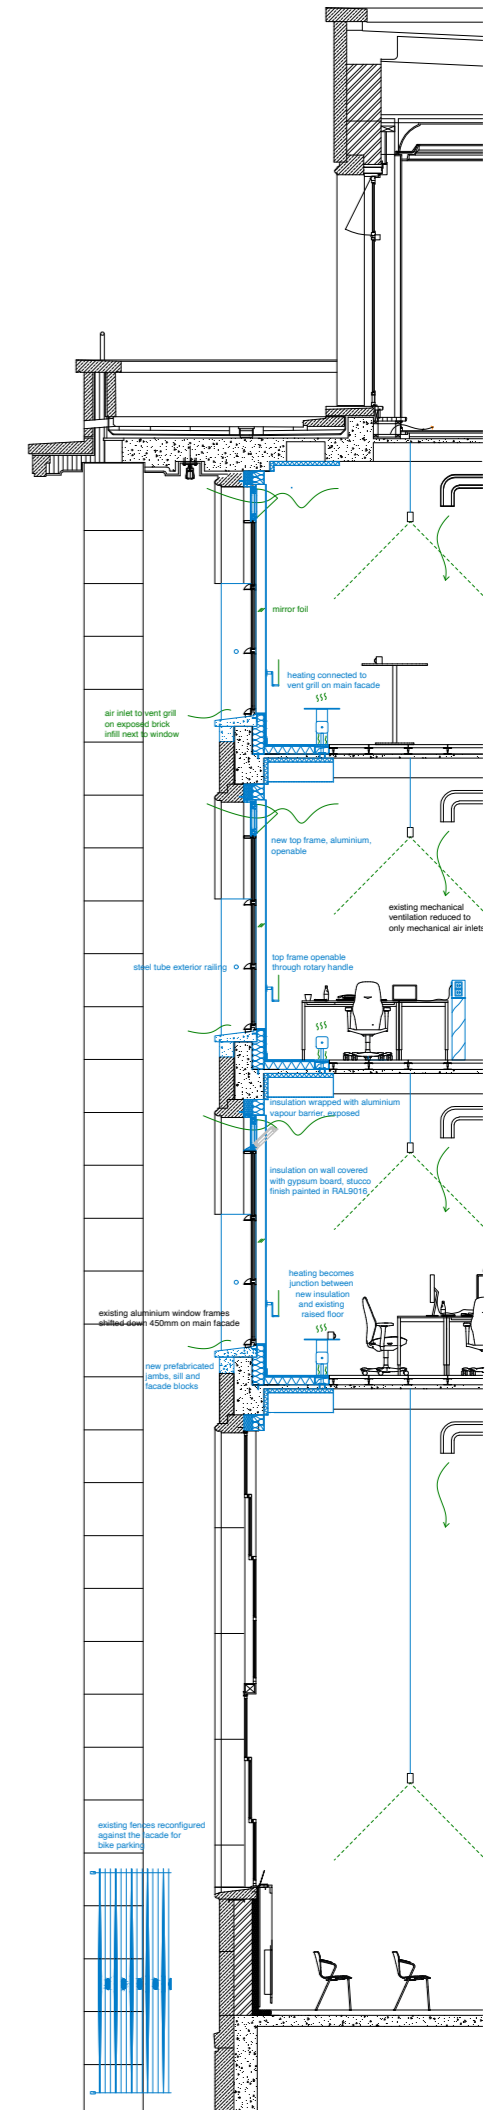 mirror foil
heating connected to
vent grill on main facade
air inlet to vent grill
on exposed brick
infill next to window
new top frame, aluminium,
openable
existing mechanical
ventilation reduced to
only mechanical air inlets
steel tube exterior railing
top frame openable
through rotary handle
insulation wrapped with aluminium
vapour barrier, exposed
insulation on wall covered
with gypsum board, stucco
finish painted in RAL9016
heating becomes
junction between
new insulation
and existing
raised floor
existing aluminium window frames
shifted down 450mm on main facade
new prefabricated
jambs, sill and
facade blocks
existing fences reconfigured
against the facade for
bike parking